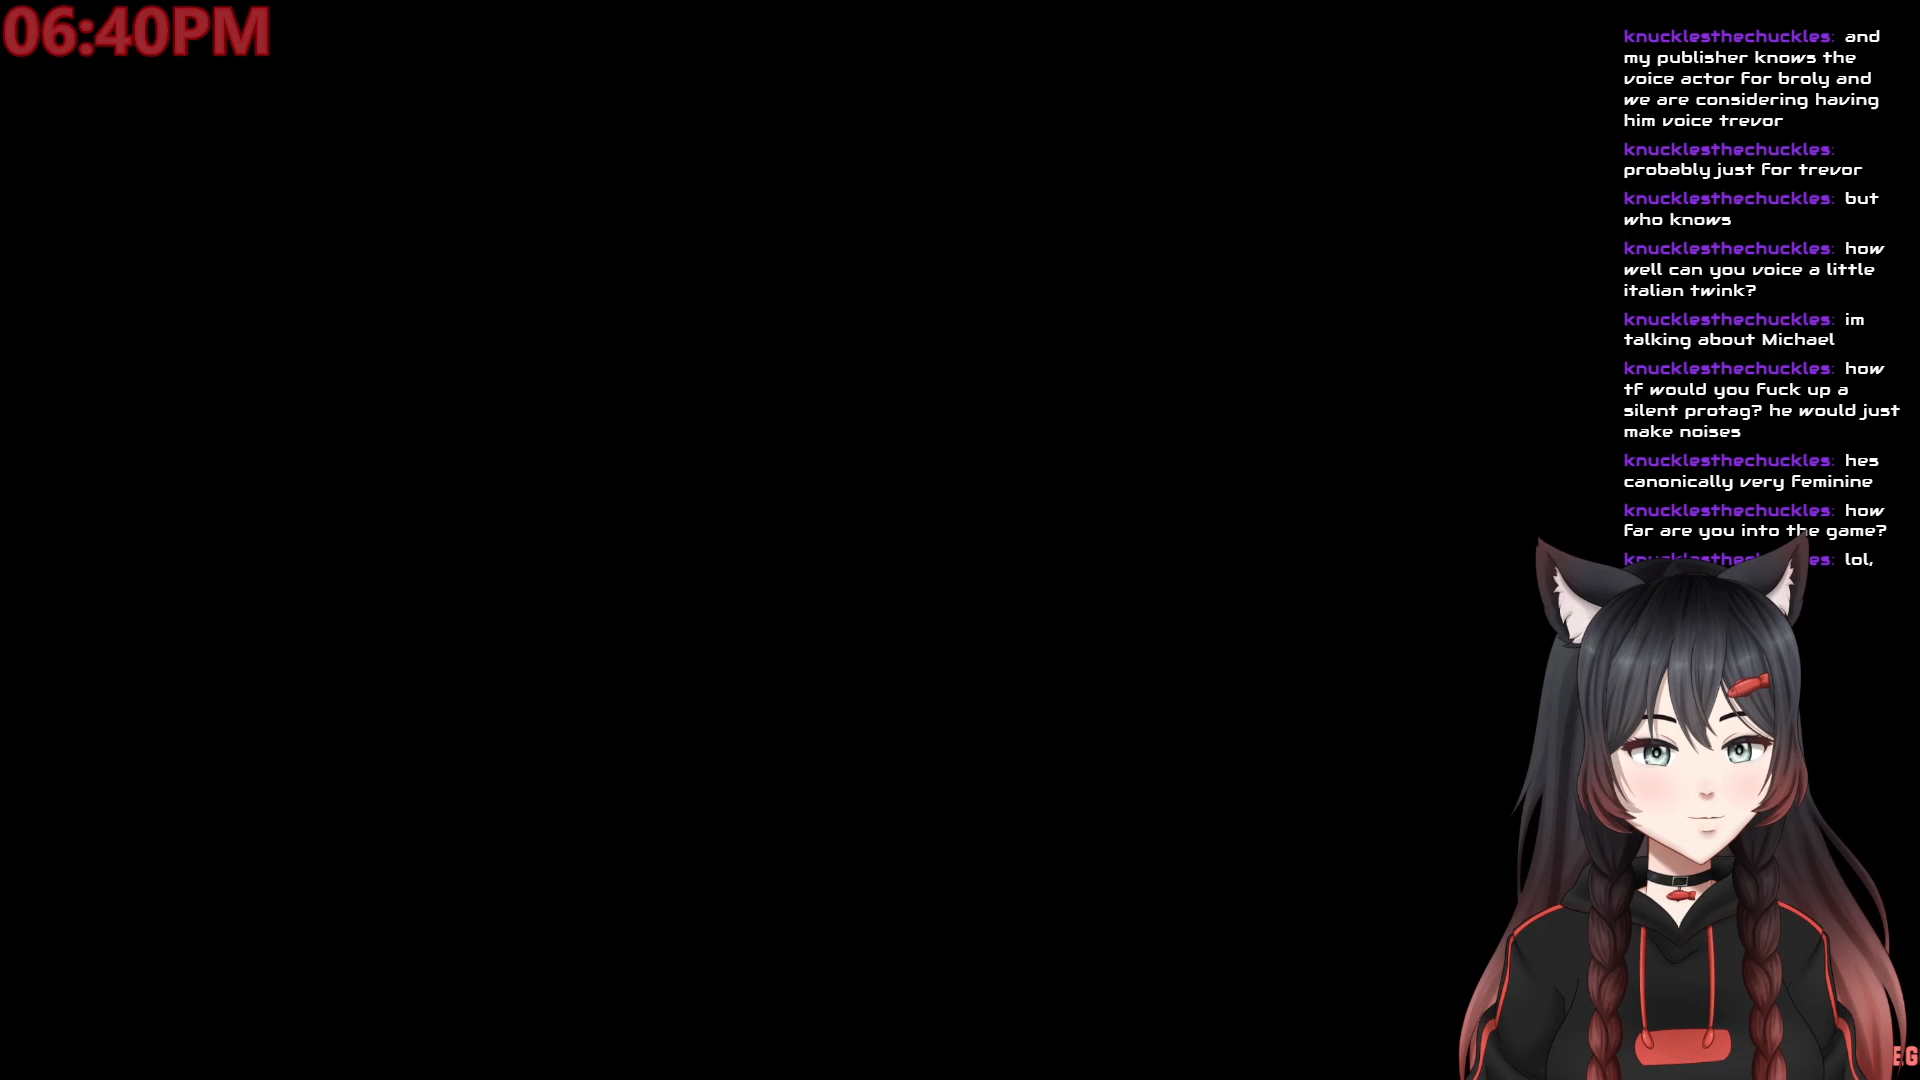 06:40PM
knucklesthechuckles: and
my publisher knows the
voice actor for broly and
we are considering having
him voice trevor
knucklesthechuckles:
probably just for trevor
knucklesthechuckles: but
who knows
knucklesthechuckles: how
well can you voice a little
italian twink?
knucklesthechuckles: im
talking about Michael
knucklesthechuckles: how
tf would you fuck up a
silent protag? he would just
make noises
knucklesthechuckles: hes
canonically very feminine
knucklesthechuckles: how
far are you into the game?
lol,
EG